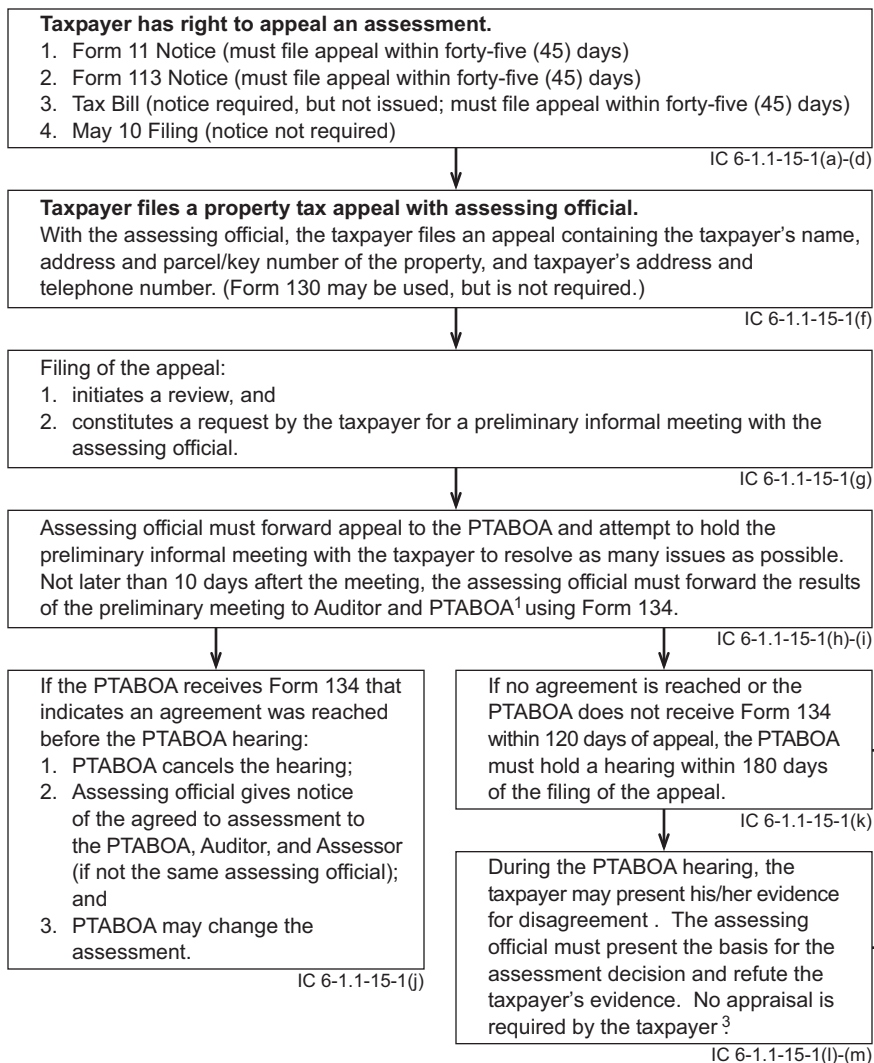 Taxpayer has right to appeal an assessment.
1. Form 11 Notice (must file appeal within forty-five (45) days)
2. Form 113 Notice (must file appeal within forty-five (45) days)
3. Tax Bill (notice required, but not issued; must file appeal within forty-five (45) days)
4. May 10 Filing (notice not required)
IC 6-1.1-15-1(a)-(d)
Taxpayer files a property tax appeal with assessing official.
With the assessing official, the taxpayer files an appeal containing the taxpayer's name,
address and parcel/key number of the property, and taxpayer's address and
telephone number. (Form 130 may be used, but is not required.)
IC 6-1.1-15-1(f)
Filing of the appeal:
1. initiates a review, and
2. constitutes a request by the taxpayer for a preliminary informal meeting with the
assessing official.
IC 6-1.1-15-1(g)
Assessing official must forward appeal to the PTABOA and attempt to hold the
preliminary informal meeting with the taxpayer to resolve as many issues as possible.
Not later than 10 days aftert the meeting, the assessing official must forward the results
of the preliminary meeting to Auditor and PTABOA1 using Form 134.
IC 6-1.1-15-1(h)-(i)
If the PTABOA receives Form 134 that
indicates an agreement was reached
before the PTABOA hearing:
1. PTABOA cancels the hearing;
2. Assessing official gives notice
of the agreed to assessment to
the PTABOA, Auditor, and Assessor
(if not the same assessing official);
and
3. PTABOA may change the
assessment.
IC 6-1.1-15-1(j)
If no agreement is reached or the
PTABOA does not receive Form 134
within 120 days of appeal, the PTABOA
must hold a hearing within 180 days
of the filing of the appeal.
IC 6-1.1-15-1(k)
During the PTABOA hearing, the
taxpayer may present his/her evidence
for disagreement . The assessing
official must present the basis for the
assessment decision and refute the
taxpayer's evidence. No appraisal is
required by the taxpayer.3
IC 6-1.1-15-1(l)-(m)